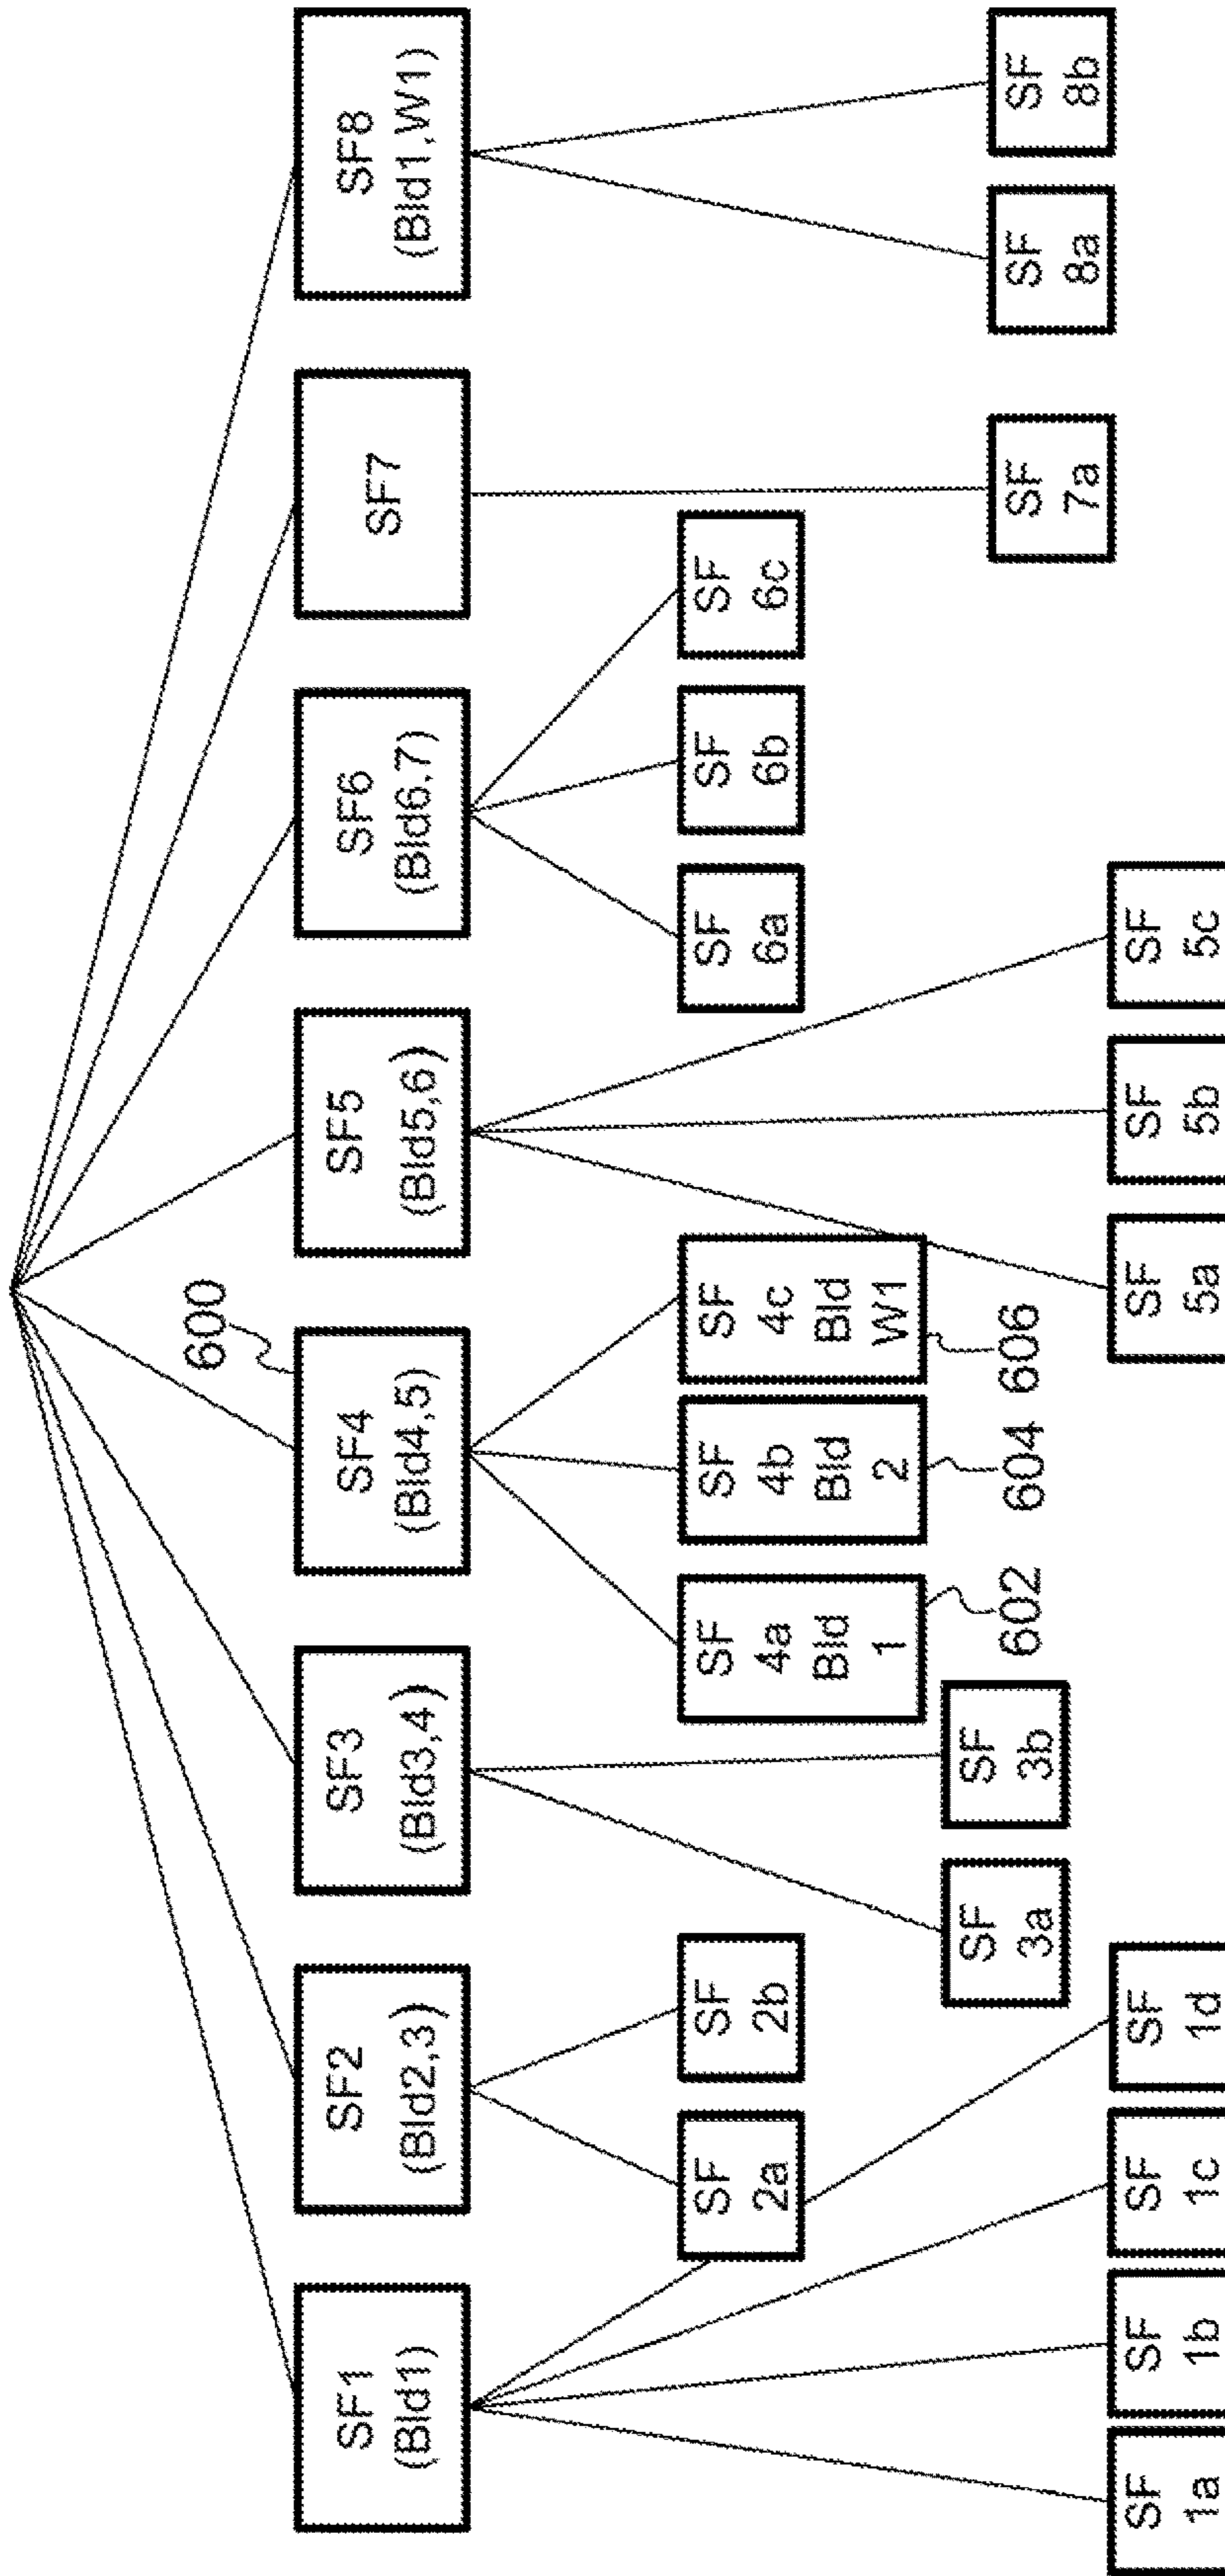 SF1
(Bld1)
SF2
(Bld2,3)
SF3
(Bld3,4)
SF4
(Bld4,5)
600
SF5
(Bld5,6)
SF6
(Bld6.7)
SF7
SF8
(Bld1,W1)
SF
2a
SF
2b
SF
4a
Bld
1
SF
4b
Bld
2
SF
4c
Bld
W1
SF
6a
SF
6b
SF
6c
SF
3a
SF
3b
602
604
606
SF
7a
SF
8a
SF
8b
SF
1a
SF
1b
SF
1c
SF
1d
SF
5a
SF
5b
SF
5c